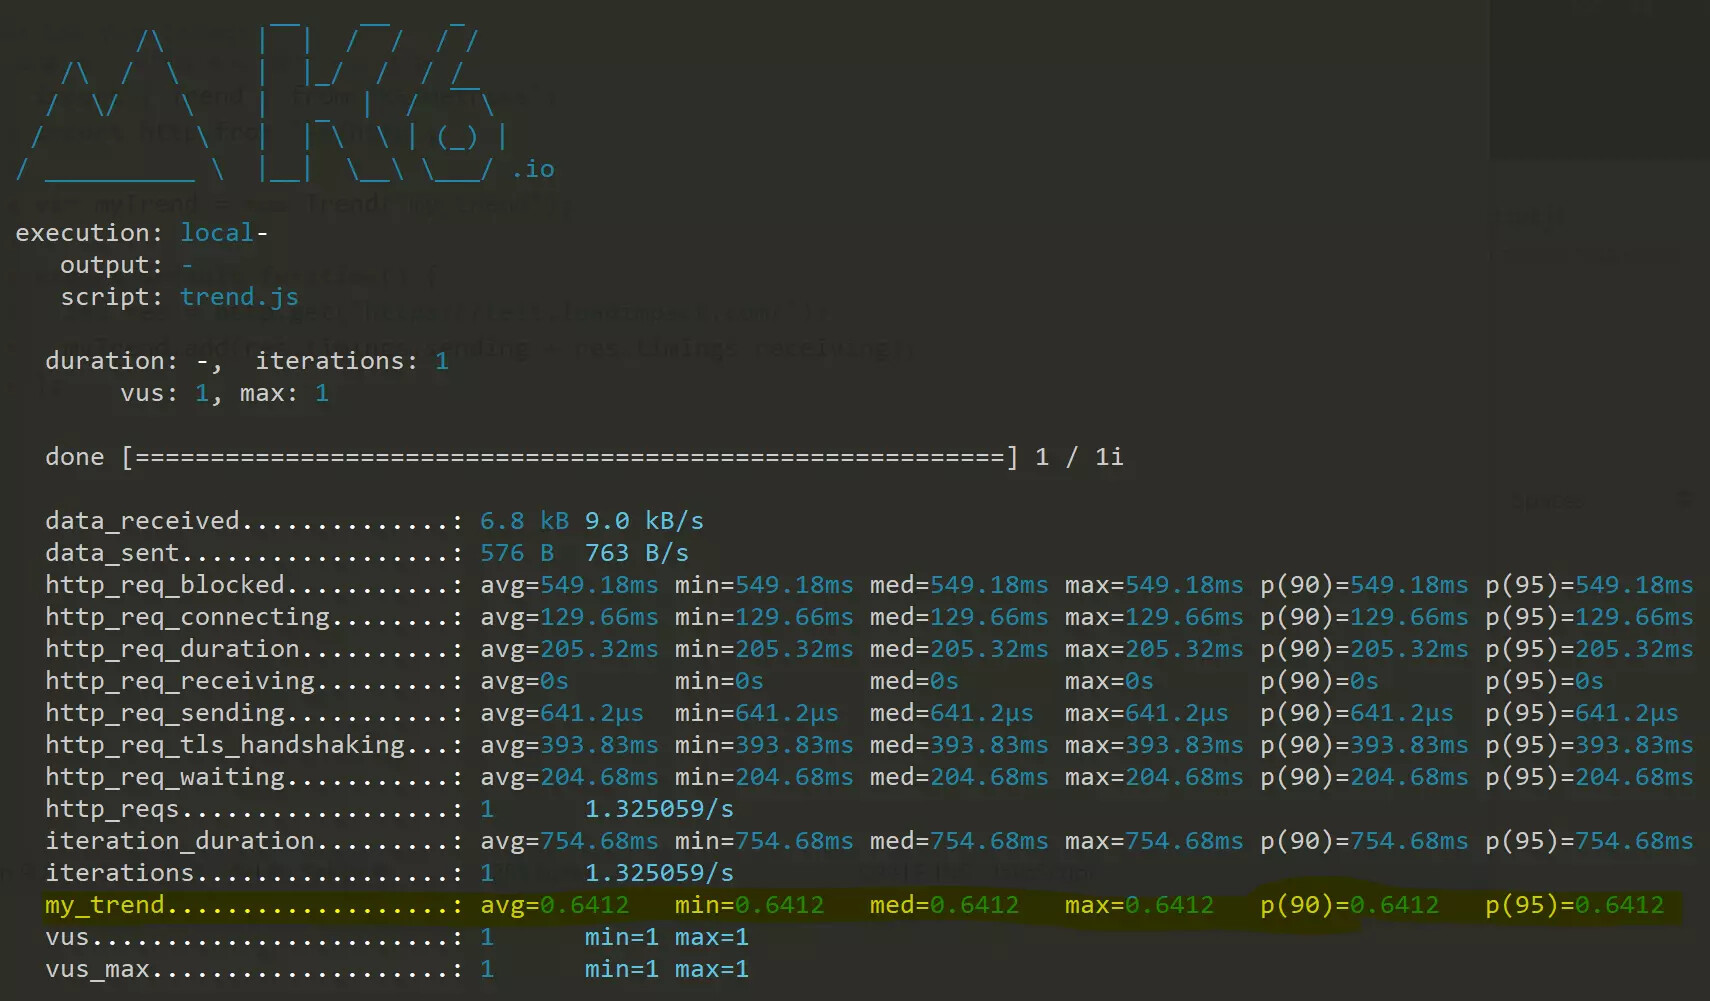 .io
execution: local-
output: -
script: trend.js
duration: -, iterations: 1
vus: 1, max: 1
done [==========================================================] 1 / 1i
data_received..............: 6.8 kB 9.0 kB/s
data_sent..................: 576 B 763 B/s
http_req_blocked...........: avg=549.18ms min=549.18ms med=549.18ms max=549.18ms p(90)=549.18ms p(95)=549.18ms
http_req_connecting........: avg=129.66ms min=129.66ms med=129.66ms max=129.66ms p(90)=129.66ms p(95)=129.66ms
http_req_duration..........: avg=205.32ms min=205.32ms med=205.32ms max=205.32ms p(90)=205.32ms p(95)=205.32ms
http_req_receiving.........: avg=0s min=0s med=0s max=0s p(90)=0s p(95)=0s
http_req_sending...........: avg=641.2µs min=641.2µs med=641.2µs max=641.2µs p(90)=641.2µs p(95)=641.2µs
http_req_tls_handshaking...: avg=393.83ms min=393.83ms med=393.83ms max=393.83ms p(90)=393.83ms p(95)=393.83ms
http_req_waiting...........: avg=204.68ms min=204.68ms med=204.68ms max=204.68ms p(90)=204.68ms p(95)=204.68ms
http_reqs..................: 1 1.325059/s
iteration_duration.........: avg=754.68ms min=754.68ms med=754.68ms max=754.68ms p(90)=754.68ms p(95)=754.68ms
iterations.................: 1 1.325059/s
my_trend...................: avg=0.6412 min=0.6412 med=0.6412 max=0.6412 p(90)=0.6412 p(95)=0.6412
vus........................: 1 min=1 max=1
vus_max....................: 1 min=1 max=1